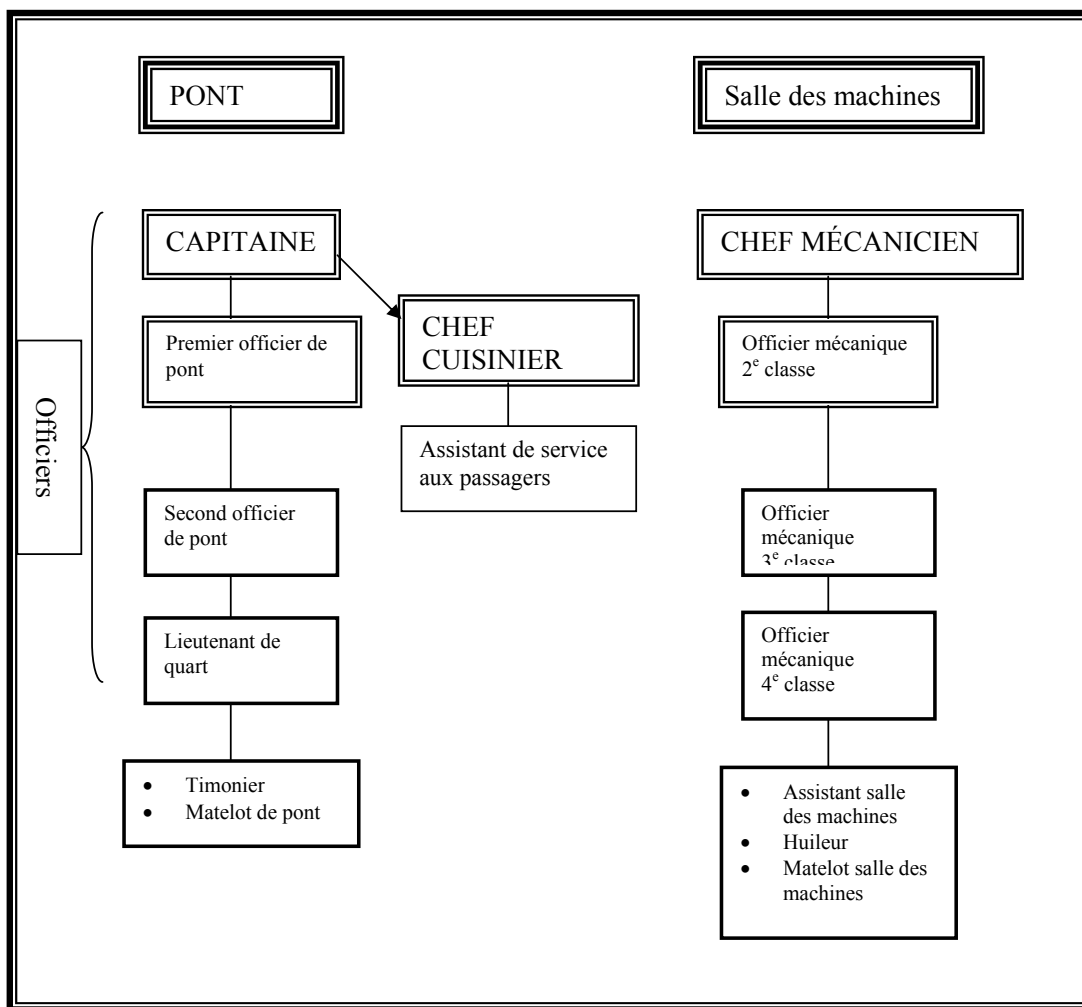 PONT
Salle des machines
CAPITAINE
CHEF MÉCANICIEN
CHEF
CUISINIER
Premier officier de
pont
Officier mécanique
2e classe
Officiers
Assistant de service
aux passagers
Second officier
de pont
Officier
mécanique
3e classe
Lieutenant de
quart
Officier
mécanique
4e classe
• Timonier
• Matelot de pont
• Assistant salle
des machines
• Huileur
• Matelot salle des
machines